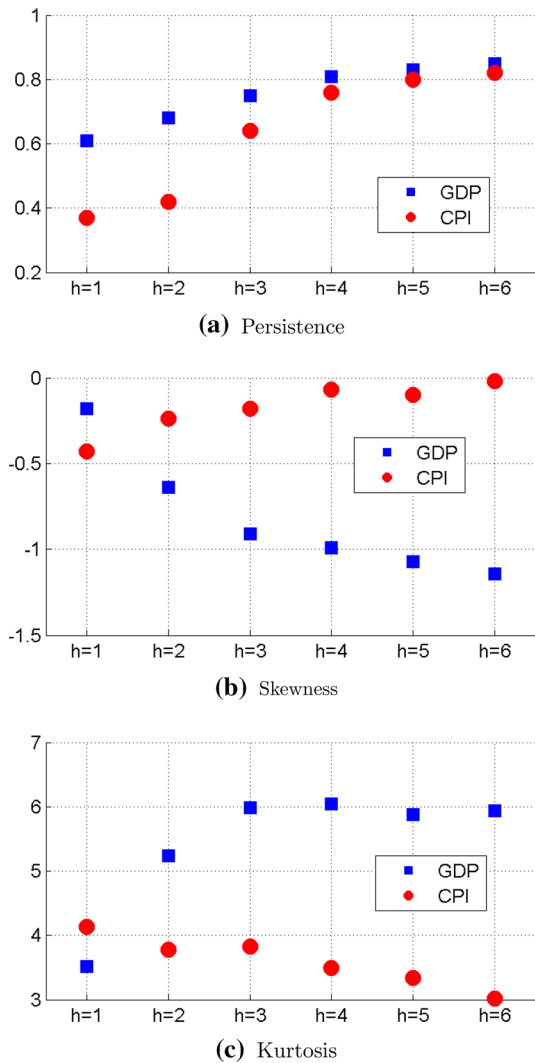 1
0.8
0.6
0.4
0.2
GDP
CPI
h=1 h=2 h=3 h=4 h=5 h=6
(a) Persistence
0
-0.5
-1
-1.5
GDP
CPI
h=1 h=2 h=3 h=4 h=5 h=6
(b) Skewness
7
6
5
4
3
GDP
CPI
h=1 h=2 h=3 h=4 h=5 h=6
(c) Kurtosis